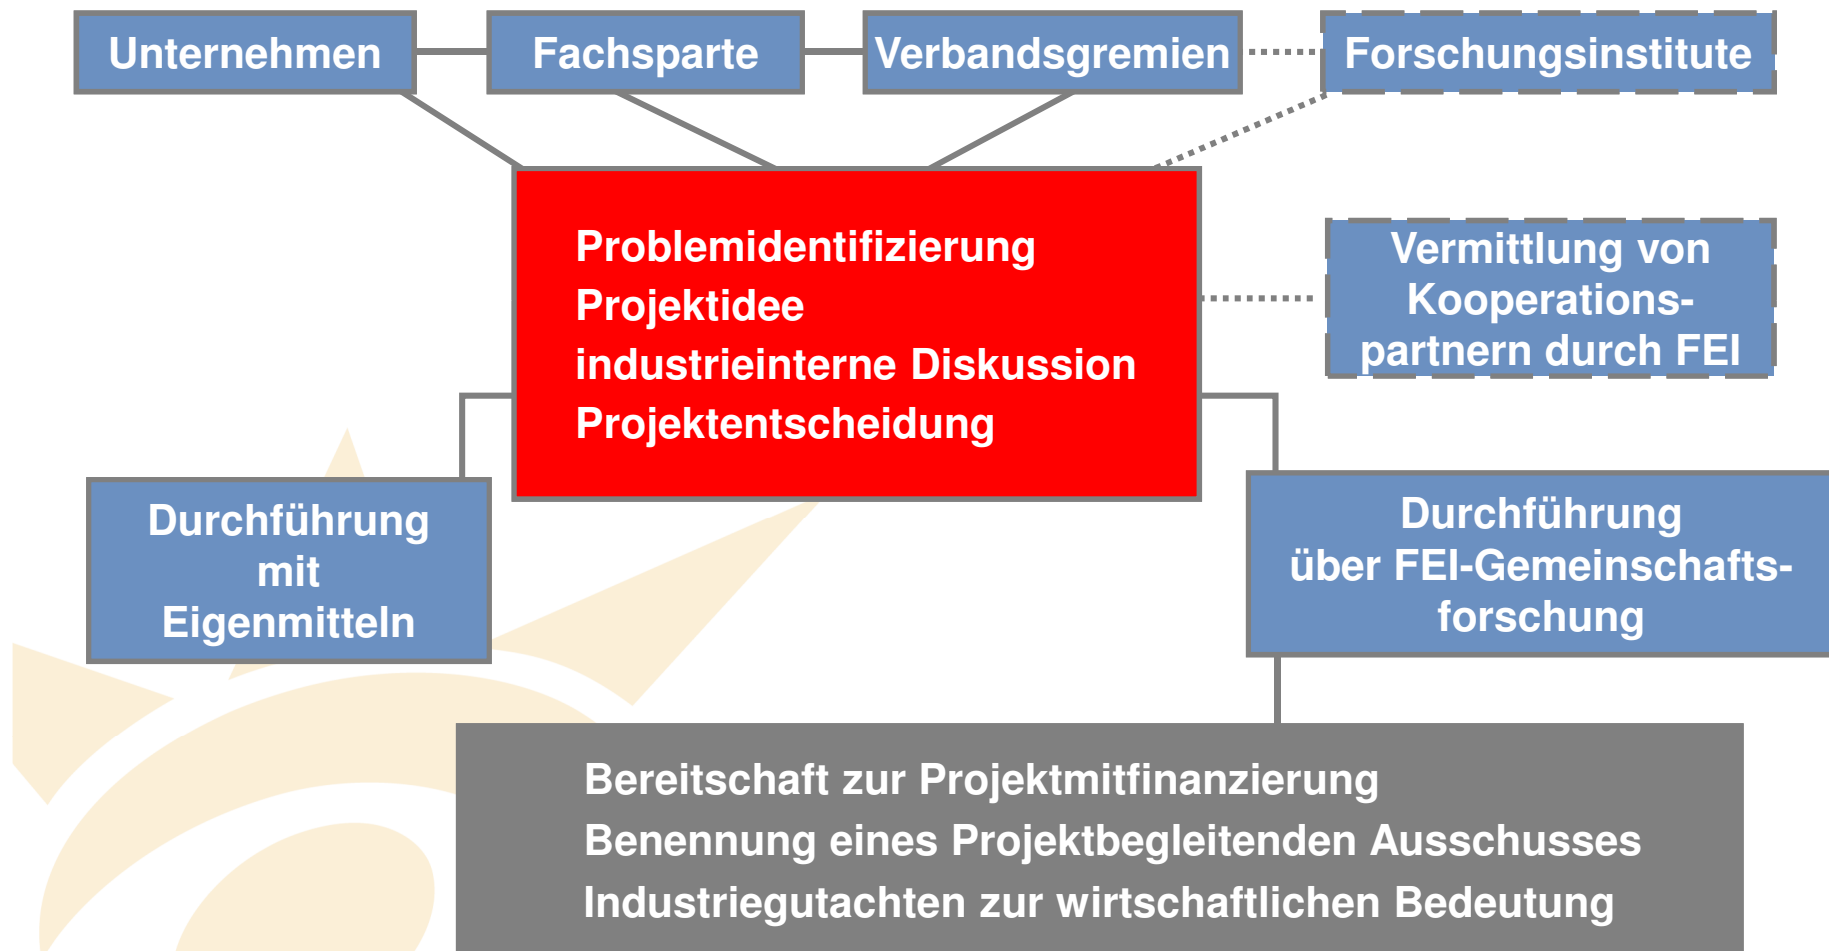 Unternehmen
Fachsparte
Verbandsgremien
Forschungsinstitute
Problemidentifizierung
Projektidee
industrieinterne Diskussion
Projektentscheidung
Vermittlung von
Kooperations-
partnern durch FEI
Durchführung
mit
Eigenmitteln
Durchführung
über FEI-Gemeinschafts-
forschung
Bereitschaft zur Projektmitfinanzierung
Benennung eines Projektbegleitenden Ausschusses
Industriegutachten zur wirtschaftlichen Bedeutung